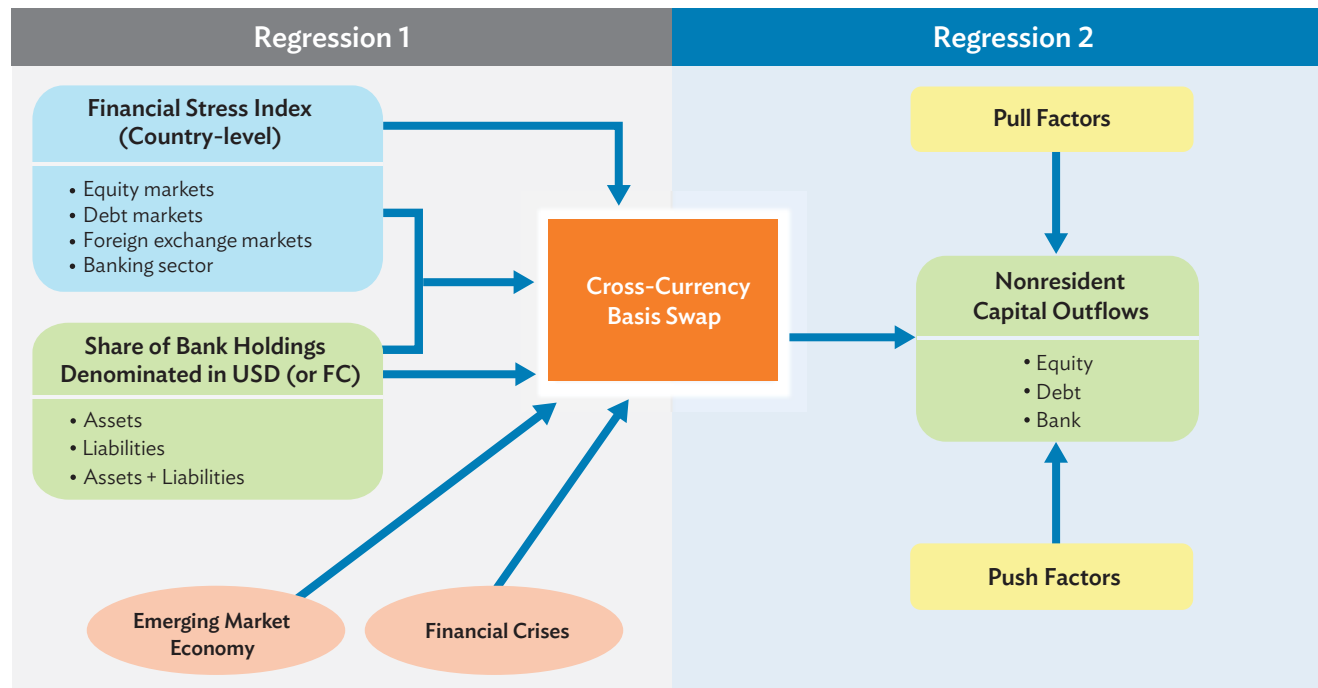 Regression 1
Regression 2
Financial Stress Index
(Country-level)
• Equity markets
• Debt markets
• Foreign exchange markets
• Banking sector
Share of Bank Holdings
Denominated in USD (or FC)
• Assets
• Liabilities
• Assets + Liabilities
Emerging Market
Economy
Financial Crises
Cross-Currency
Basis Swap
Pull Factors
Nonresident
Capital Outflows
• Equity
• Debt
• Bank
Push Factors